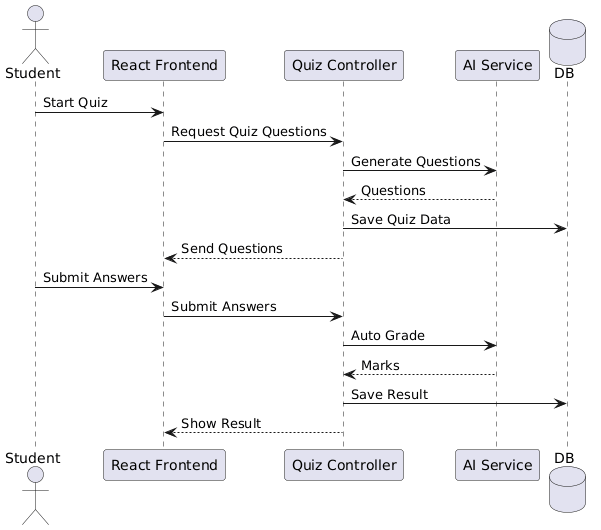 Student
React Frontend
Quiz Controller
AI Service
DB
Start Quiz
Request Quiz Questions
Generate Questions
Questions
Save Quiz Data
Send Questions
Submit Answers
Submit Answers
Auto Grade
Marks
Save Result
Show Result
Student
React Frontend
Quiz Controller
AI Service
DB